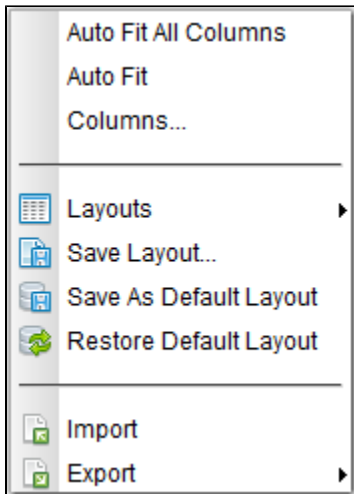 Auto Fit All Columns
Auto Fit
Columns...
Layouts
Save Layout...
Save As Default Layout
Restore Default Layout
Import
Export